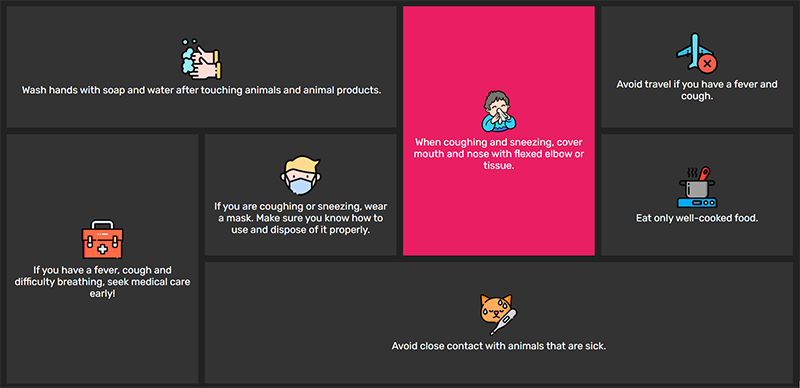 Wash hands with soap and water after touching animals and animal products.
When coughing and sneezing, cover
mouth and nose with flexed elbow or
tissue.
Avoid travel if you have a fever and
cough.
If you have a fever, cough and
difficulty breathing, seek medical care
early!
If you are coughing or sneezing, wear
a mask. Make sure you know how to
use and dispose of it properly.
Eat only well-cooked food.
Avoid close contact with animals that are sick.